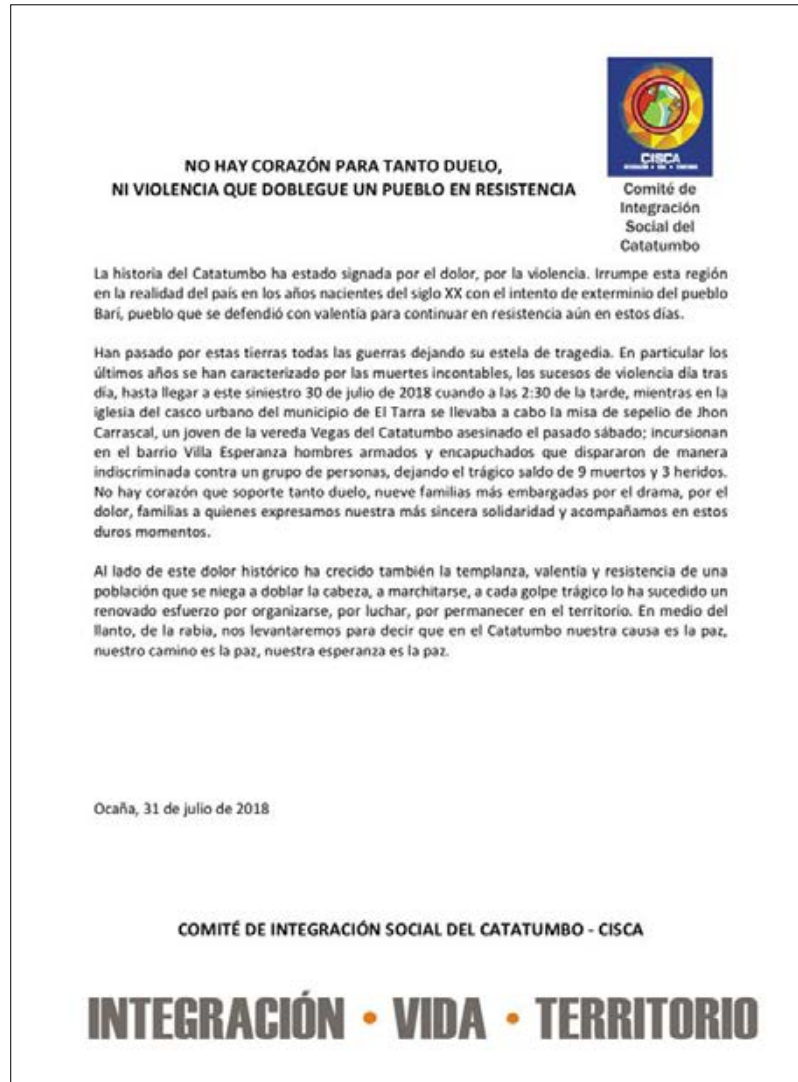 NO HAY CORAZÓN PARA TANTO DUELO,
NI VIOLENCIA QUE DOBLEGUE UN PUEBLO EN RESISTENCIA
CISCA
INTEGRACIÓN • VIDA • TERRITORIO
Comité de
Integración
Social del
Catatumbo
La historia del Catatumbo ha estado signada por el dolor, por la violencia. Irrumpe esta región
en la realidad del país en los años nacientes del siglo XX con el intento de exterminio del pueblo
Barí, pueblo que se defendió con valentía para continuar en resistencia aún en estos días.
Han pasado por estas tierras todas las guerras dejando su estela de tragedia. En particular los
últimos años se han caracterizado por las muertes incontables, los sucesos de violencia día tras
día, hasta llegar a este siniestro 30 de julio de 2018 cuando a las 2:30 de la tarde, mientras en la
iglesia del casco urbano del municipio de El Tarra se llevaba a cabo la misa de sepelio de Jhon
Carrascal, un joven de la vereda Vegas del Catatumbo asesinado el pasado sábado; incursionan
en el barrio Villa Esperanza hombres armados y encapuchados que dispararon de manera
indiscriminada contra un grupo de personas, dejando el trágico saldo de 9 muertos y 3 heridos.
No hay corazón que soporte tanto duelo, nueve familias más embargadas por el drama, por el
dolor, familias a quienes expresamos nuestra más sincera solidaridad y acompañamos en estos
duros momentos.
Al lado de este dolor histórico ha crecido también la templanza, valentía y resistencia de una
población que se niega a doblar la cabeza, a marchitarse, a cada golpe trágico lo ha sucedido un
renovado esfuerzo por organizarse, por luchar, por permanecer en el territorio. En medio del
llanto, de la rabia, nos levantaremos para decir que en el Catatumbo nuestra causa es la paz,
nuestro camino es la paz, nuestra esperanza es la paz.
Ocaña, 31 de julio de 2018
COMITÉ DE INTEGRACIÓN SOCIAL DEL CATATUMBO - CISCA
INTEGRACIÓN • VIDA • TERRITORIO